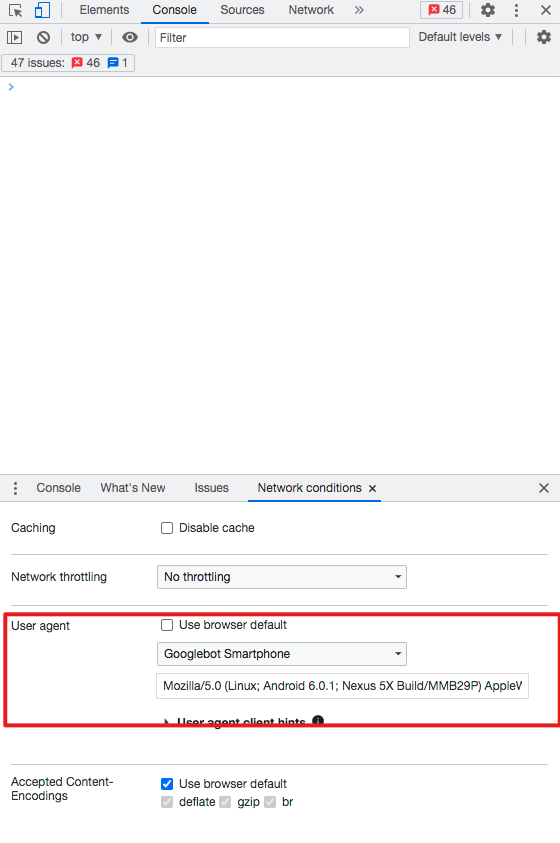 Elements Console Sources Network » 46
top ▼ Filter Default levels ▼
47 issues: 46 1
>
Console What's New Issues Network conditions ×
Caching Disable cache
Network throttling No throttling
User agent Use browser default
Googlebot Smartphone
Mozilla/5.0 (Linux; Android 6.0.1; Nexus 5X Build/MMB29P) AppleW
User agent client hints
Accepted Content- Use browser default
Encodings deflate gzip br